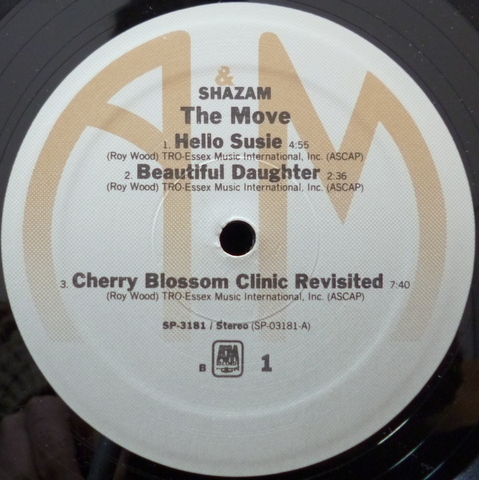 &
SHAZAM
The Move
1. Hello Susie 4:55
(Roy Wood) TRO-Essex Music International, Inc. (ASCAP)
2. Beautiful Daughter 2:36
(Roy Wood) TRO-Essex Music International, Inc. (ASCAP)
3. Cherry Blossom Clinic Revisited 7:40
(Roy Wood) TRO-Essex Music International, Inc. (ASCAP)
SP-3181 / Stereo (SP-03181-A)
B A&M RECORDS 1